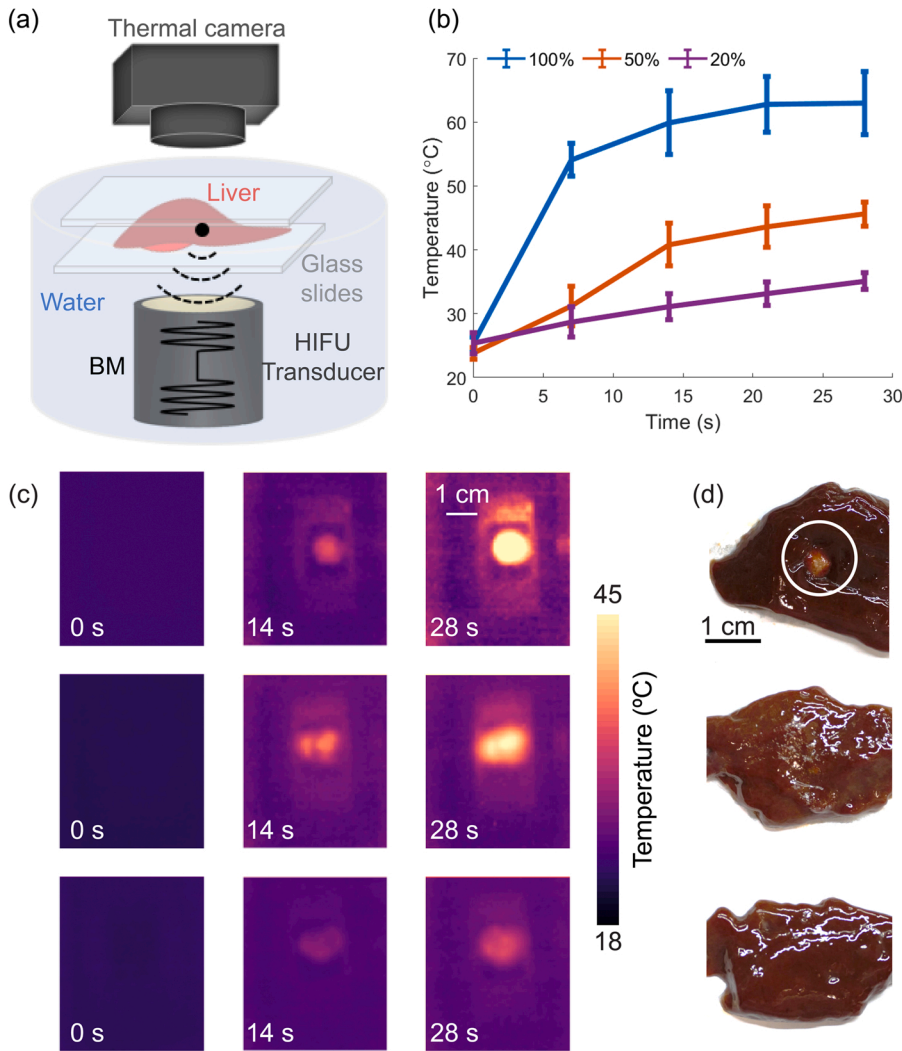 (a)
Thermal camera
Liver
Glass
slides
Water
BM
HIFU
Transducer
(b)
100% 50% 20%
70
60
50
40
30
20
Temperature (°C)
0 5 10 15 20 25 30
Time (s)
(c)
1 cm
0 s 14 s 28 s
0 s 14 s 28 s
0 s 14 s 28 s
45
Temperature (ºC)
18
(d)
1 cm